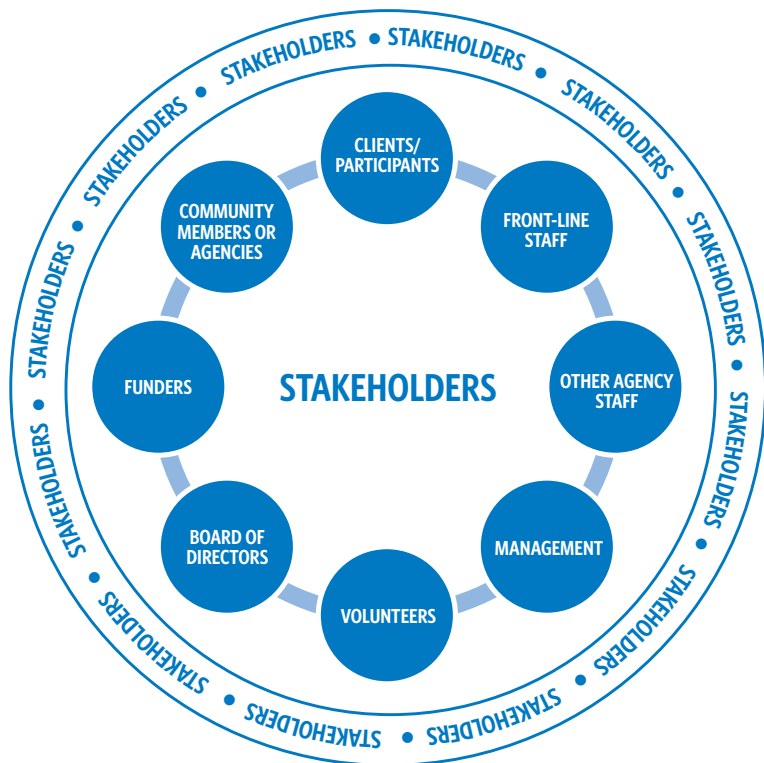 STAKEHOLDERS • STAKEHOLDERS • STAKEHOLDERS • STAKEHOLDERS • STAKEHOLDERS • STAKEHOLDERS • STAKEHOLDERS • STAKEHOLDERS • STAKEHOLDERS • STAKEHOLDERS • STAKEHOLDERS • STAKEHOLDERS •
CLIENTS/
PARTICIPANTS
FRONT-LINE
STAFF
OTHER AGENCY
STAFF
MANAGEMENT
VOLUNTEERS
BOARD OF
DIRECTORS
FUNDERS
COMMUNITY
MEMBERS OR
AGENCIES
STAKEHOLDERS